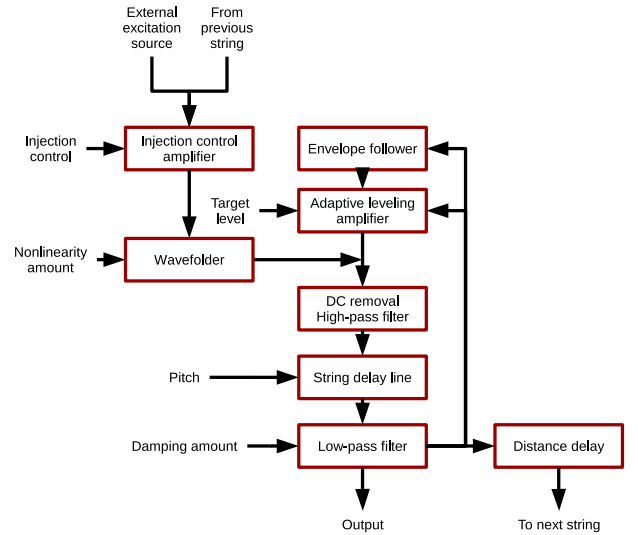 External
excitation
source
From
previous
string
Injection
control
Injection control
amplifier
Envelope follower
Target
level
Adaptive leveling
amplifier
Nonlinearity
amount
Wavefolder
DC removal
High-pass filter
Pitch
String delay line
Damping amount
Low-pass filter
Distance delay
Output
To next string